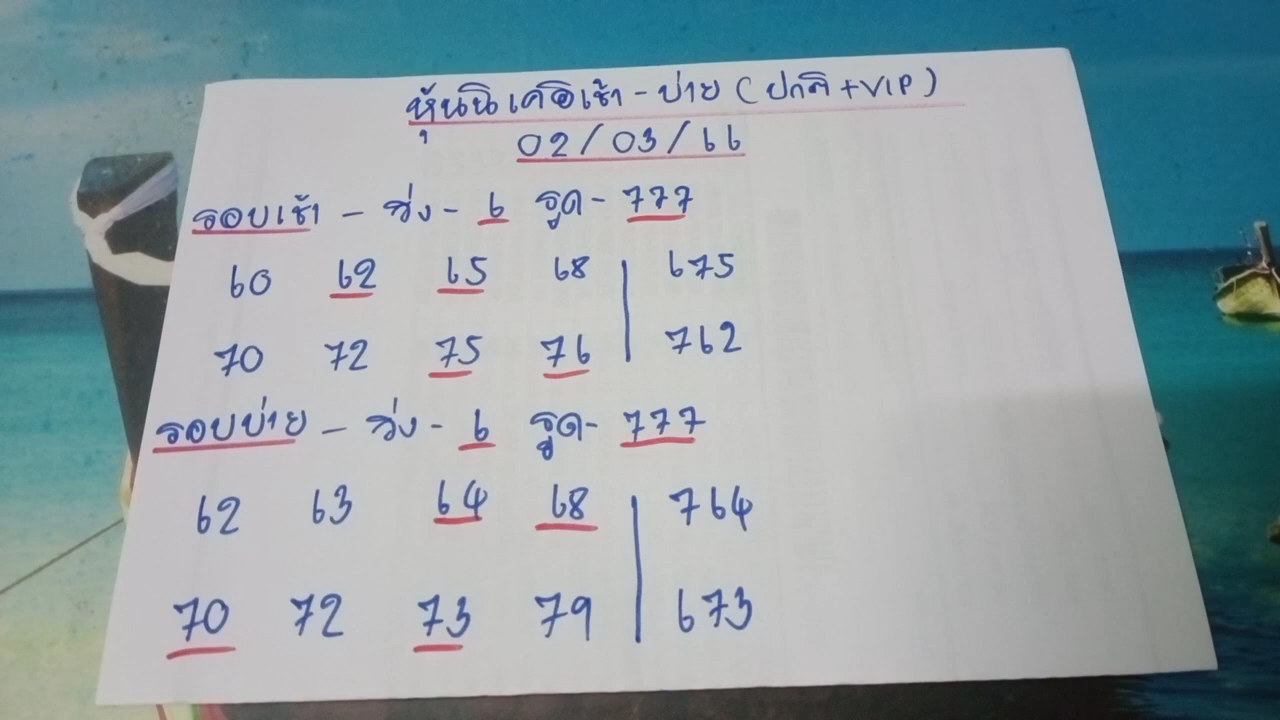 หุ้นนิเคอิเช้า - บ่าย (ปกติ + VIP)
02/03/66
รอบเช้า - วิ่ง - 6 รูด - 777
60 62 65 68 | 675
70 72 75 76 | 762
รอบบ่าย - วิ่ง - 6 รูด - 777
62 63 64 68 | 764
70 72 73 79 | 673